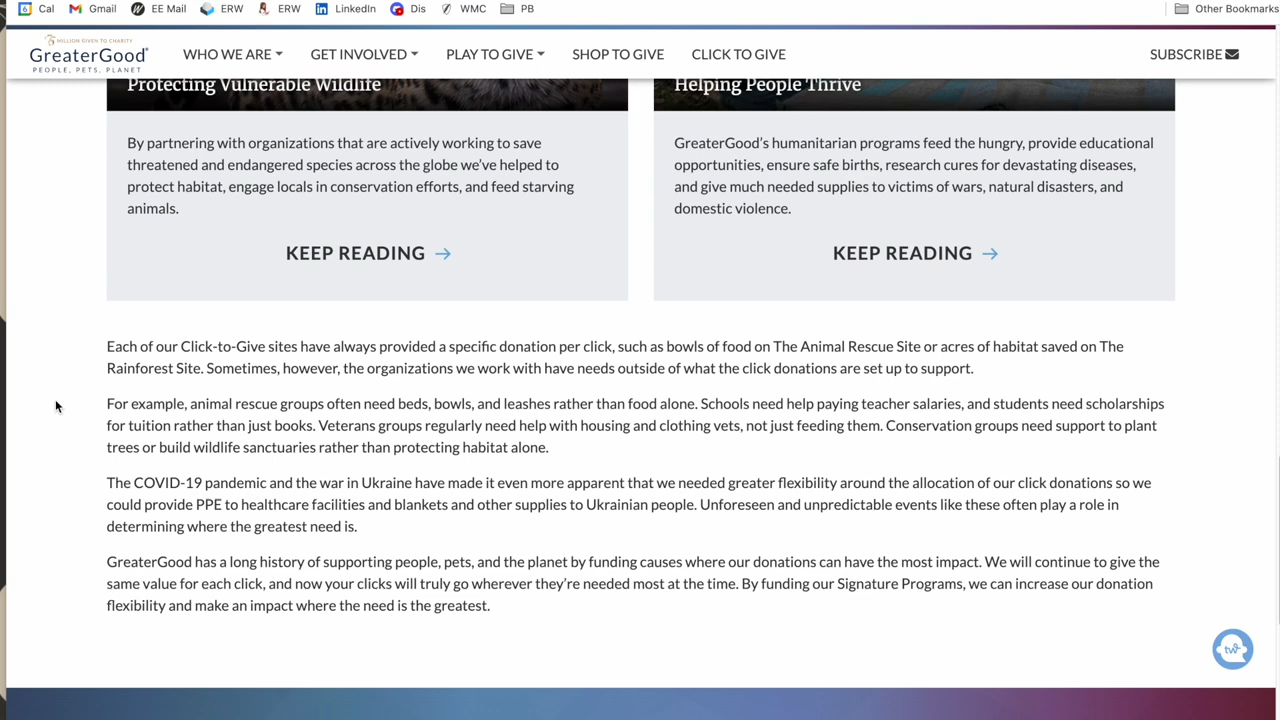 Cal Gmail EE Mail ERW ERW LinkedIn Dis WMC PB Other Bookmarks
MILLION GIVEN TO CHARITY
GreaterGood
PEOPLE, PETS, PLANET
WHO WE ARE GET INVOLVED PLAY TO GIVE SHOP TO GIVE CLICK TO GIVE SUBSCRIBE
Protecting Vulnerable Wildlife
By partnering with organizations that are actively working to save
threatened and endangered species across the globe we've helped to
protect habitat, engage locals in conservation efforts, and feed starving
animals.
KEEP READING →
Helping People Thrive
GreaterGood's humanitarian programs feed the hungry, provide educational
opportunities, ensure safe births, research cures for devastating diseases,
and give much needed supplies to victims of wars, natural disasters, and
domestic violence.
KEEP READING →
Each of our Click-to-Give sites have always provided a specific donation per click, such as bowls of food on The Animal Rescue Site or acres of habitat saved on The
Rainforest Site. Sometimes, however, the organizations we work with have needs outside of what the click donations are set up to support.
For example, animal rescue groups often need beds, bowls, and leashes rather than food alone. Schools need help paying teacher salaries, and students need scholarships
for tuition rather than just books. Veterans groups regularly need help with housing and clothing vets, not just feeding them. Conservation groups need support to plant
trees or build wildlife sanctuaries rather than protecting habitat alone.
The COVID-19 pandemic and the war in Ukraine have made it even more apparent that we needed greater flexibility around the allocation of our click donations so we
could provide PPE to healthcare facilities and blankets and other supplies to Ukrainian people. Unforeseen and unpredictable events like these often play a role in
determining where the greatest need is.
GreaterGood has a long history of supporting people, pets, and the planet by funding causes where our donations can have the most impact. We will continue to give the
same value for each click, and now your clicks will truly go wherever they're needed most at the time. By funding our Signature Programs, we can increase our donation
flexibility and make an impact where the need is the greatest.